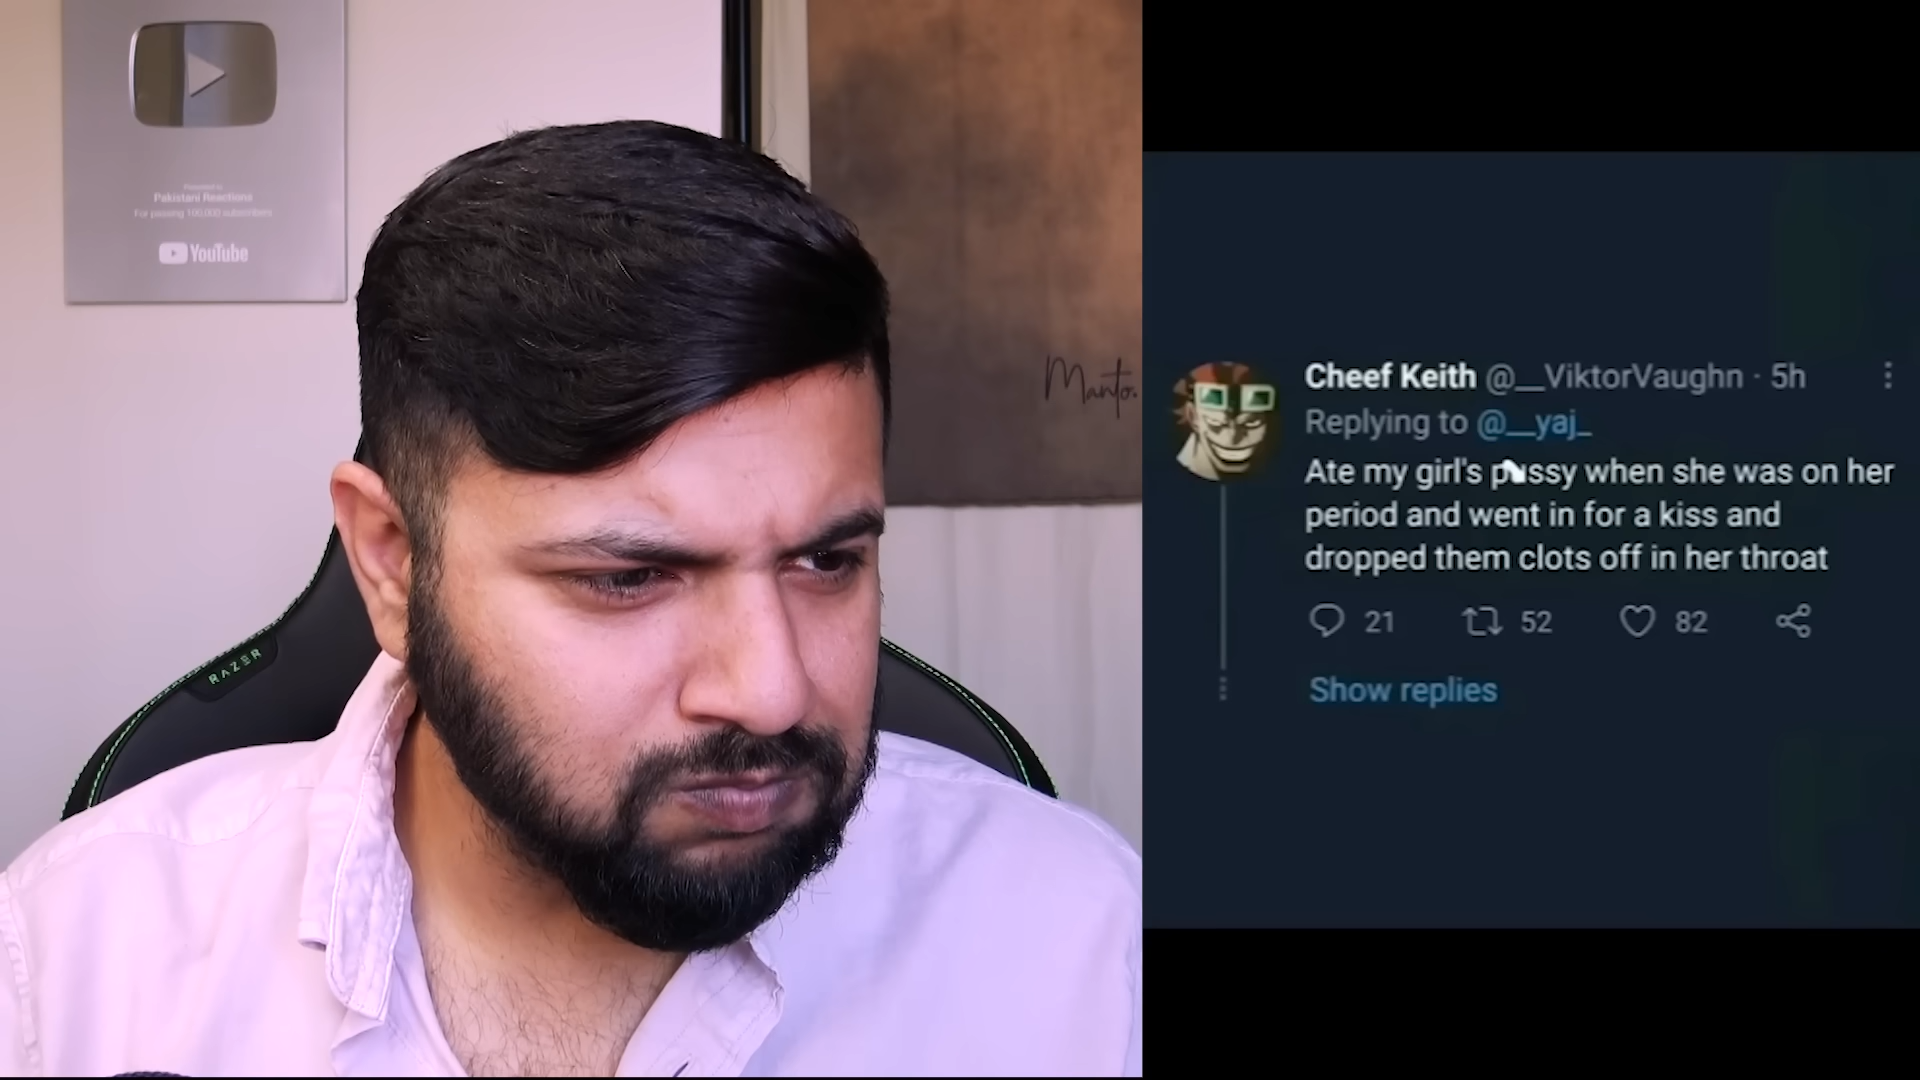 Presented to
Pakistani Reactions
For passing 100,000 subscribers
YouTube
RAZER
Manto.
Cheef Keith @__ViktorVaughn · 5h
Replying to @__yaj_
Ate my girl's pussy when she was on her
period and went in for a kiss and
dropped them clots off in her throat
21 52 82
Show replies